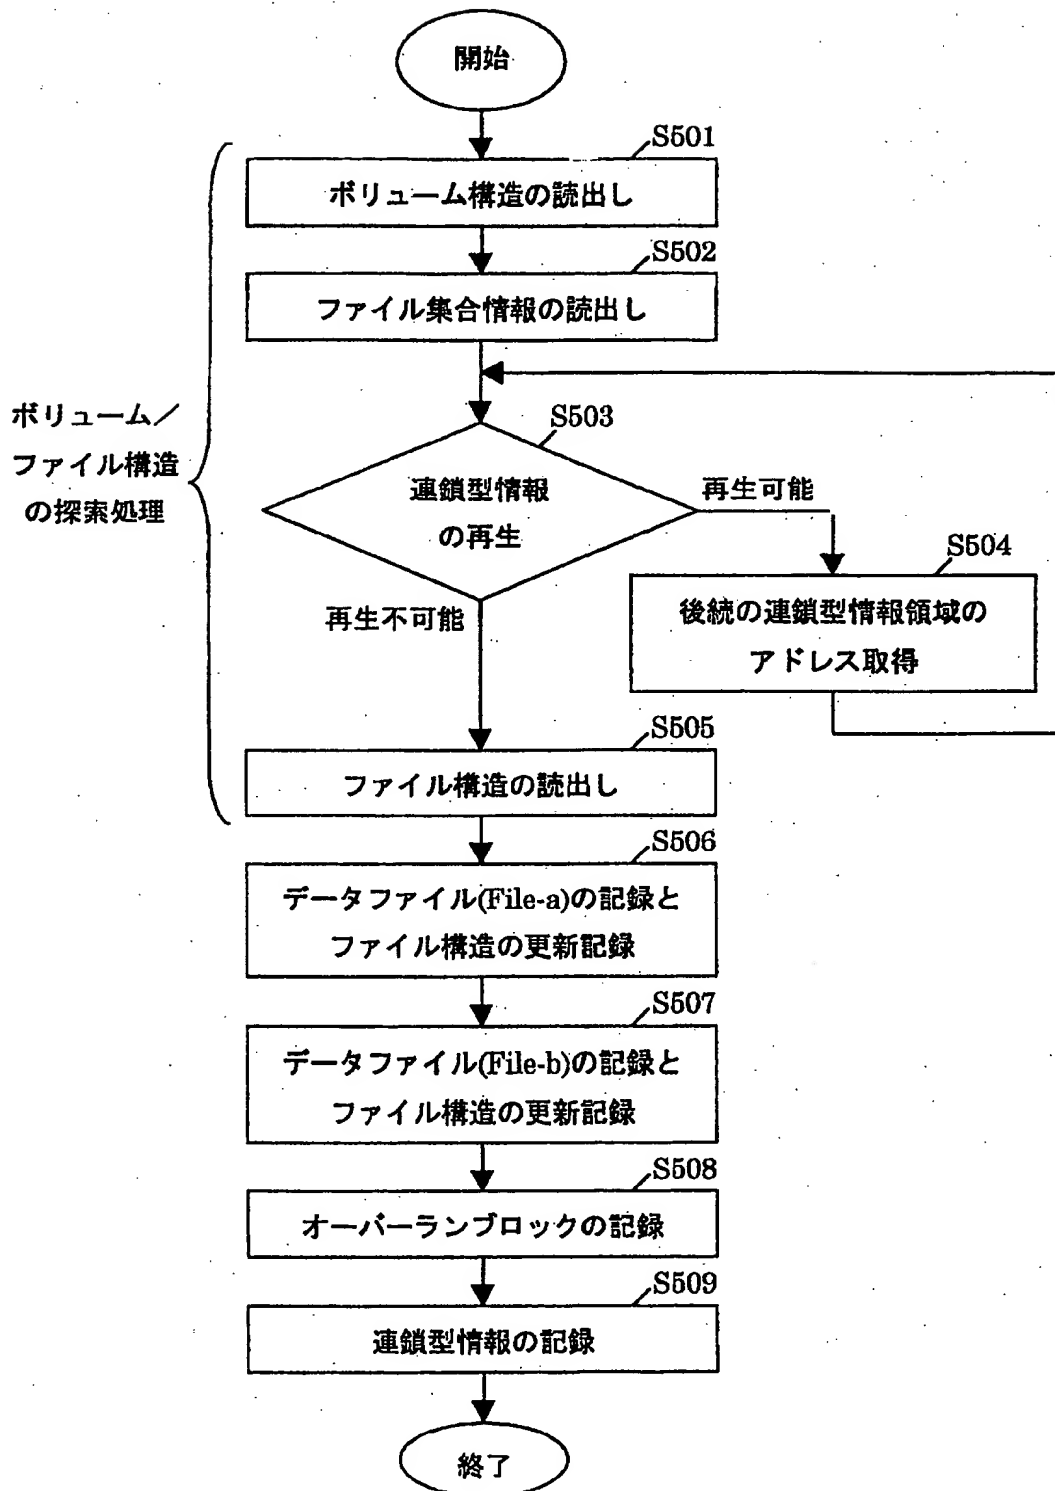 開始
S501
ボリューム構造の読出し
S502
ファイル集合情報の読出し
ボリューム／
ファイル構造
の探索処理
S503
連鎖型情報
の再生
再生可能
S504
後続の連鎖型情報領域の
アドレス取得
再生不可能
S505
ファイル構造の読出し
S506
データファイル(File-a)の記録と
ファイル構造の更新記録
S507
データファイル(File-b)の記録と
ファイル構造の更新記録
S508
オーバーランブロックの記録
S509
連鎖型情報の記録
終了